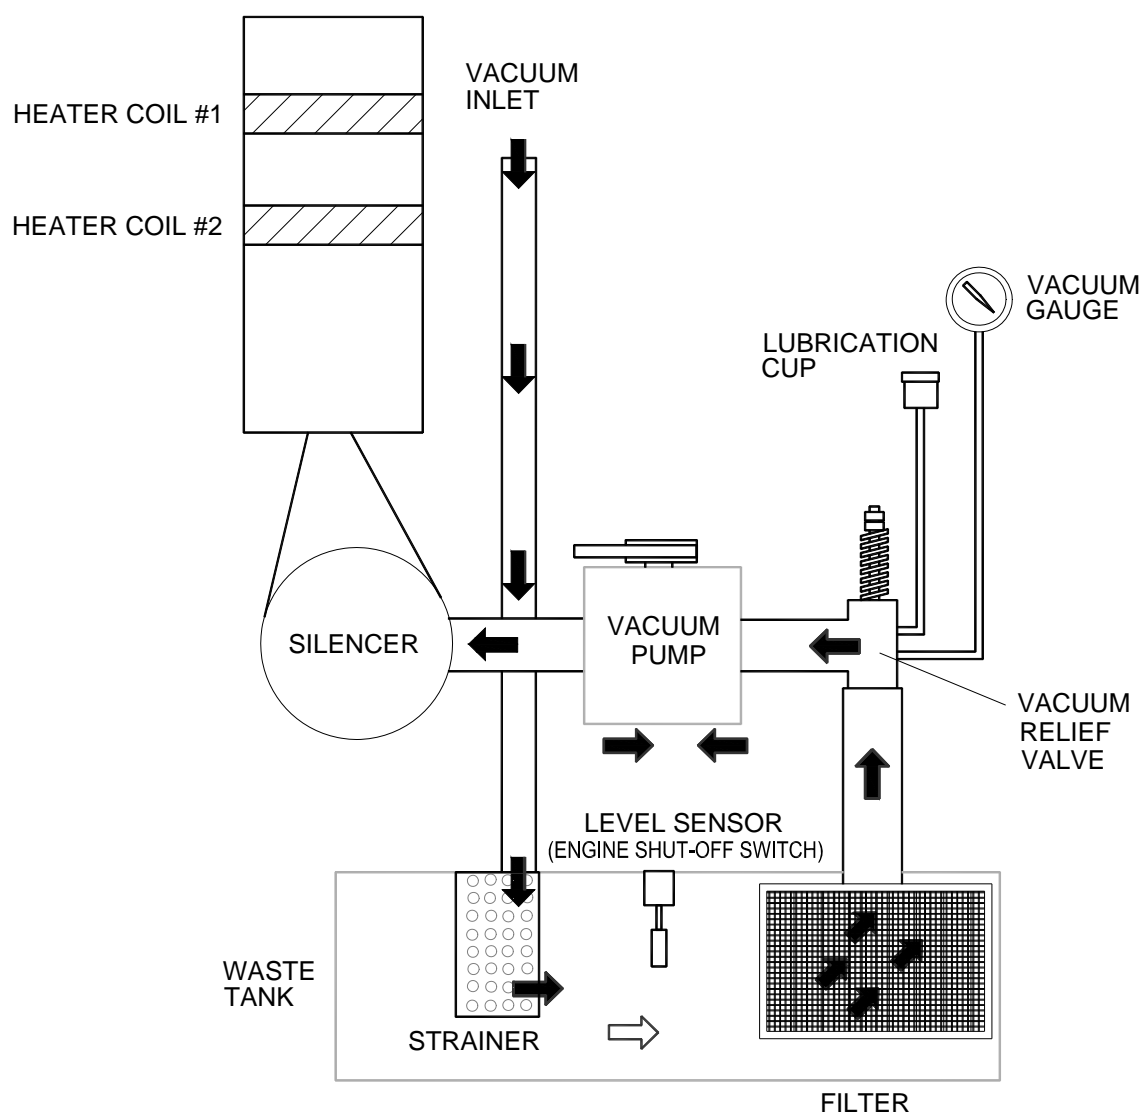 VACUUM
INLET
HEATER COIL #1
HEATER COIL #2
VACUUM
GAUGE
LUBRICATION
CUP
SILENCER
VACUUM
PUMP
VACUUM
RELIEF
VALVE
LEVEL SENSOR
(ENGINE SHUT-OFF SWITCH)
WASTE
TANK
STRAINER
FILTER